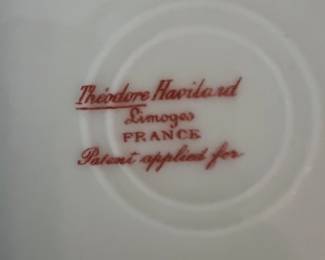 Théodore Haviland
Limoges
FRANCE
Patent applied for